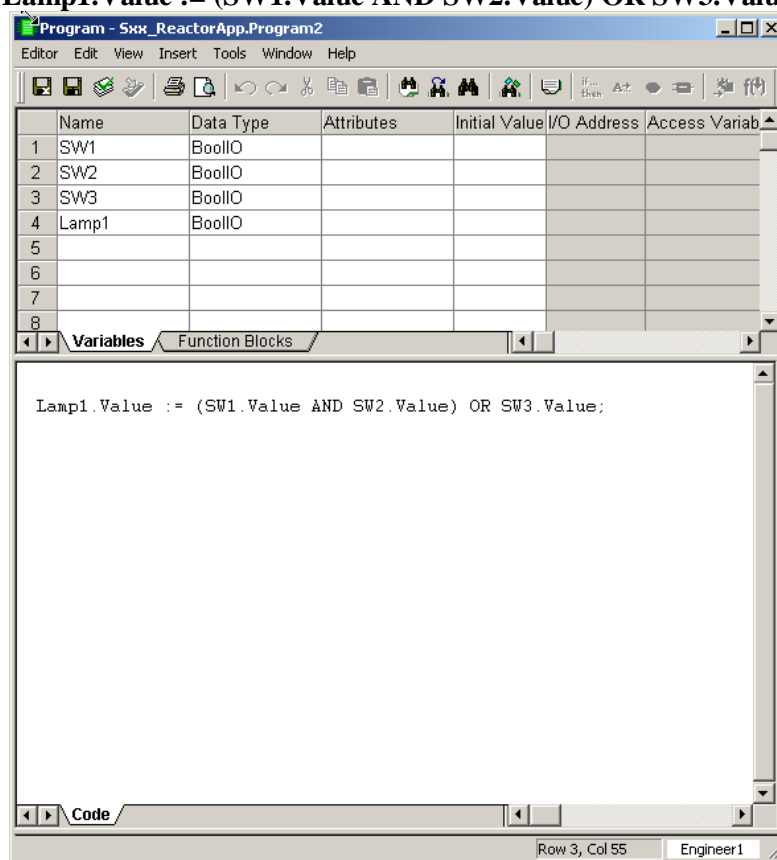 Lamp1.Value := (SW1.Value AND SW2.Value) OR SW3.Valu
Program - Sxx_ReactorApp.Program2
Editor Edit View Insert Tools Window Help
if... then
Name Data Type Attributes Initial Value I/O Address Access Variab
1 SW1 BoolIO
2 SW2 BoolIO
3 SW3 BoolIO
4 Lamp1 BoolIO
5
6
7
8
Variables Function Blocks
Lamp1.Value := (SW1.Value AND SW2.Value) OR SW3.Value;
Code
Row 3, Col 55 Engineer1